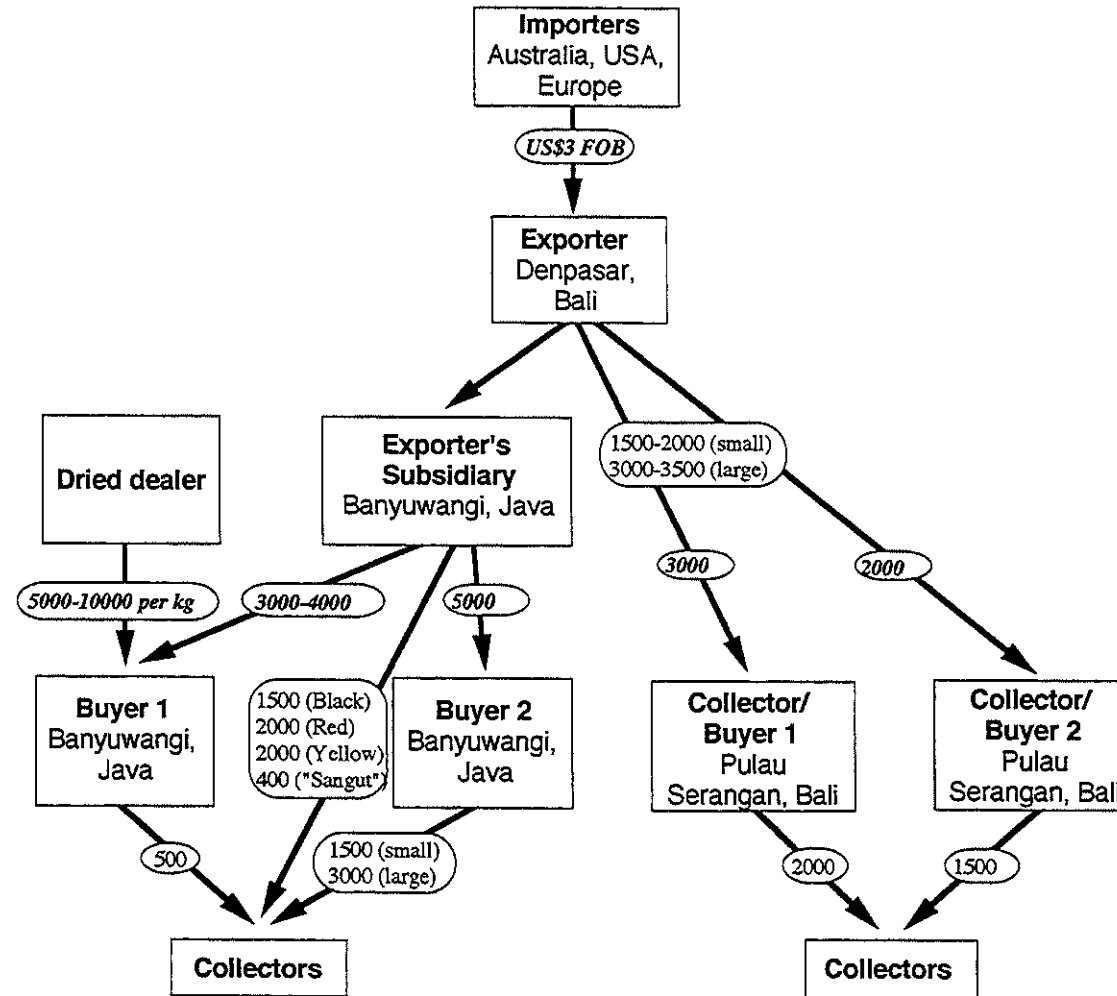 Importers
Australia, USA,
Europe
US$3 FOB
Exporter
Denpasar,
Bali
Dried dealer
Exporter's
Subsidiary
Banyuwangi, Java
1500-2000 (small)
3000-3500 (large)
5000-10000 per kg
3000-4000
5000
3000
2000
Buyer 1
Banyuwangi,
Java
1500 (Black)
2000 (Red)
2000 (Yellow)
400 ("Sangut")
Buyer 2
Banyuwangi,
Java
Collector/
Buyer 1
Pulau
Serangan, Bali
Collector/
Buyer 2
Pulau
Serangan, Bali
500
1500 (small)
3000 (large)
2000
1500
Collectors
Collectors